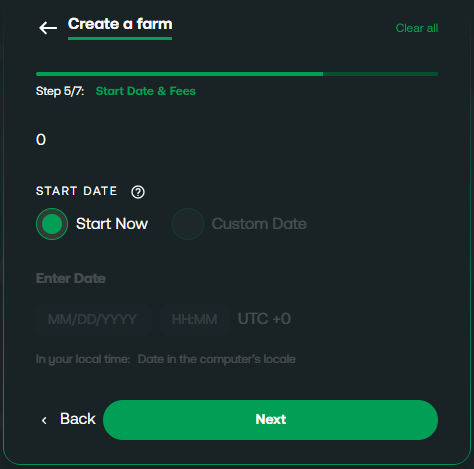 Create a farm
Clear all
Step 5/7: Start Date & Fees
0
START DATE
Start Now Custom Date
Enter Date
MM/DD/YYYY HH:MM UTC +0
In your local time: Date in the computer's locale
Back Next